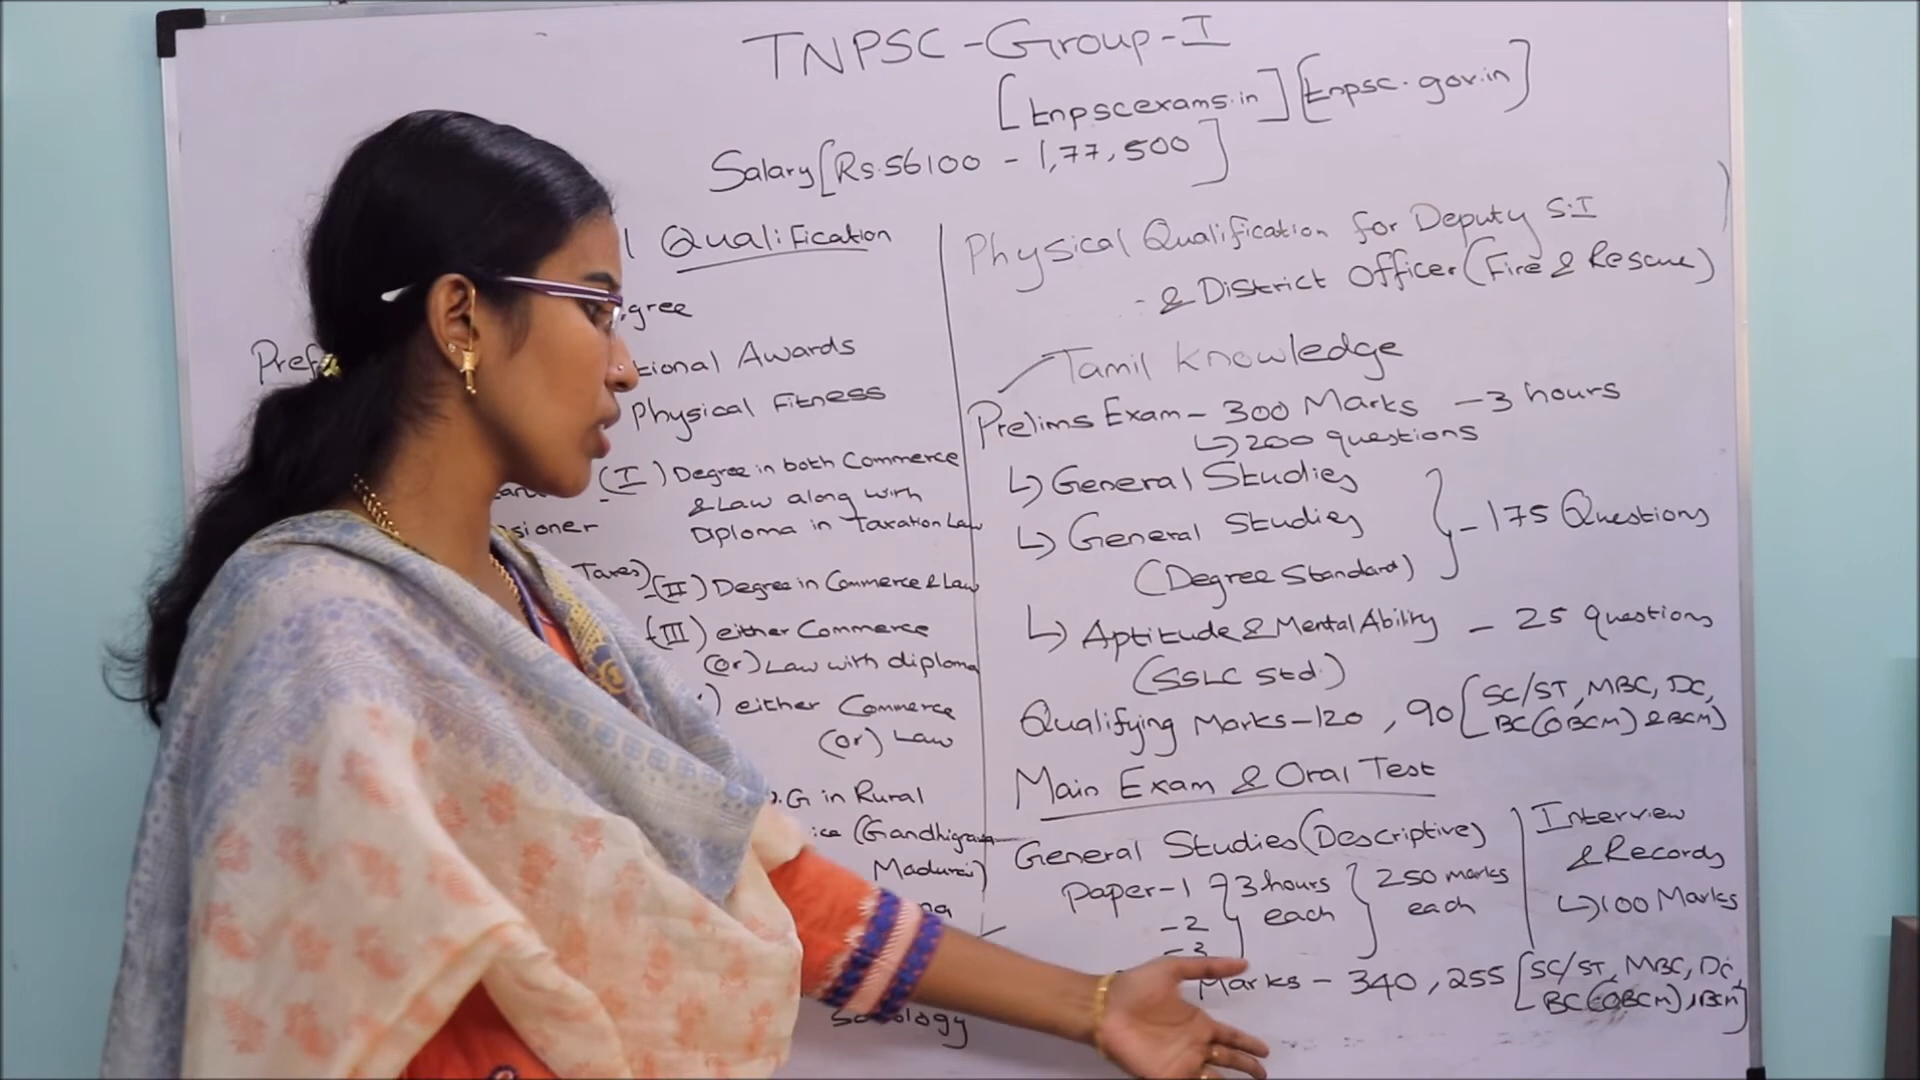 TNPSC-Group-I
[tnpscexams.in] [tnpsc.gov.in]
Salary [Rs.56100 - 1,77,500]
Qualification
gree
Pref
tional Awards
Physical Fitness
(I) Degree in both Commerce
& Law along with
sioner
Diploma in Taxation Law
Taxes)
(II) Degree in Commerce & Law
(III) either Commerce
(or) Law with diploma
) either Commerce
(or) Law
.G in Rural
ice (Gandhigram
Madurai)
na
Sociology
Physical Qualification for Deputy S.I
- & District Officer (Fire & Rescue)
Tamil Knowledge
Prelims Exam - 300 Marks - 3 hours
↳ 200 questions
↳ General Studies
↳ General Studies
(Degree Standard)
} - 175 Questions
↳ Aptitude & Mental Ability - 25 questions
(SSLC Std.)
Qualifying Marks - 120, 90 [SC/ST, MBC, DC,
BC(OBCM) & BCM]
Main Exam & Oral Test
General Studies (Descriptive)
Paper-1
-2
-3
} 3 hours
each
} 250 marks
each
Interview
& Records
↳ 100 Marks
Marks - 340, 255 [SC/ST, MBC, DC,
BC(OBCM), BCM]